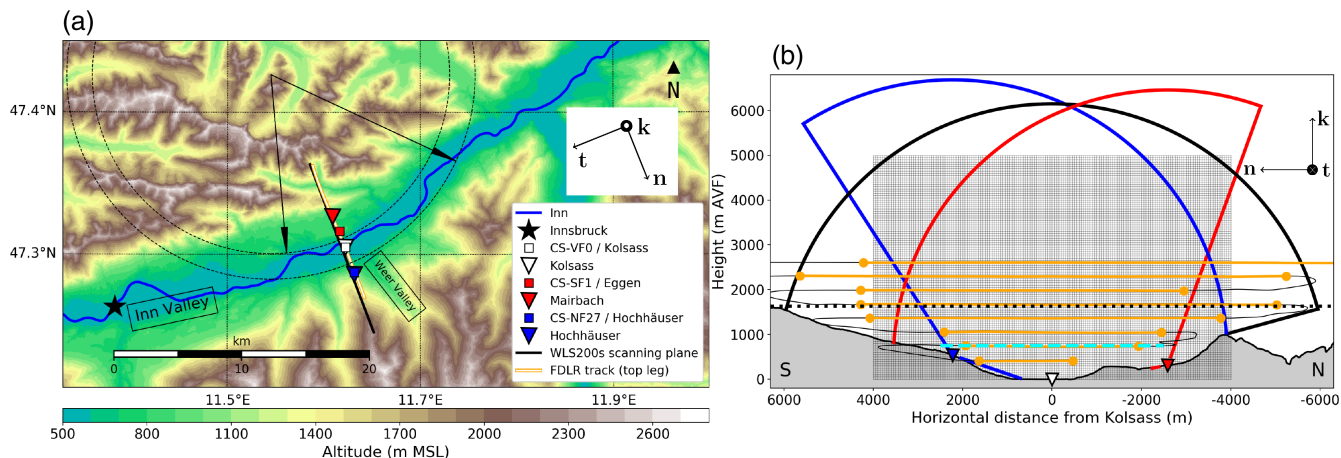 (a)
47.4°N
47.3°N
N
k
t
n
Inn Valley
Weer Valley
km
0
10
20
Inn
Innsbruck
CS-VF0 / Kolsass
Kolsass
CS-SF1 / Eggen
Mairbach
CS-NF27 / Hochhäuser
Hochhäuser
WLS200s scanning plane
FDLR track (top leg)
11.5°E
11.7°E
11.9°E
500 800 1100 1400 1700 2000 2300 2600
Altitude (m MSL)
(b)
Height (m AVF)
6000
5000
4000
3000
2000
1000
0
k
n
t
S
N
6000 4000 2000 0 -2000 -4000 -6000
Horizontal distance from Kolsass (m)